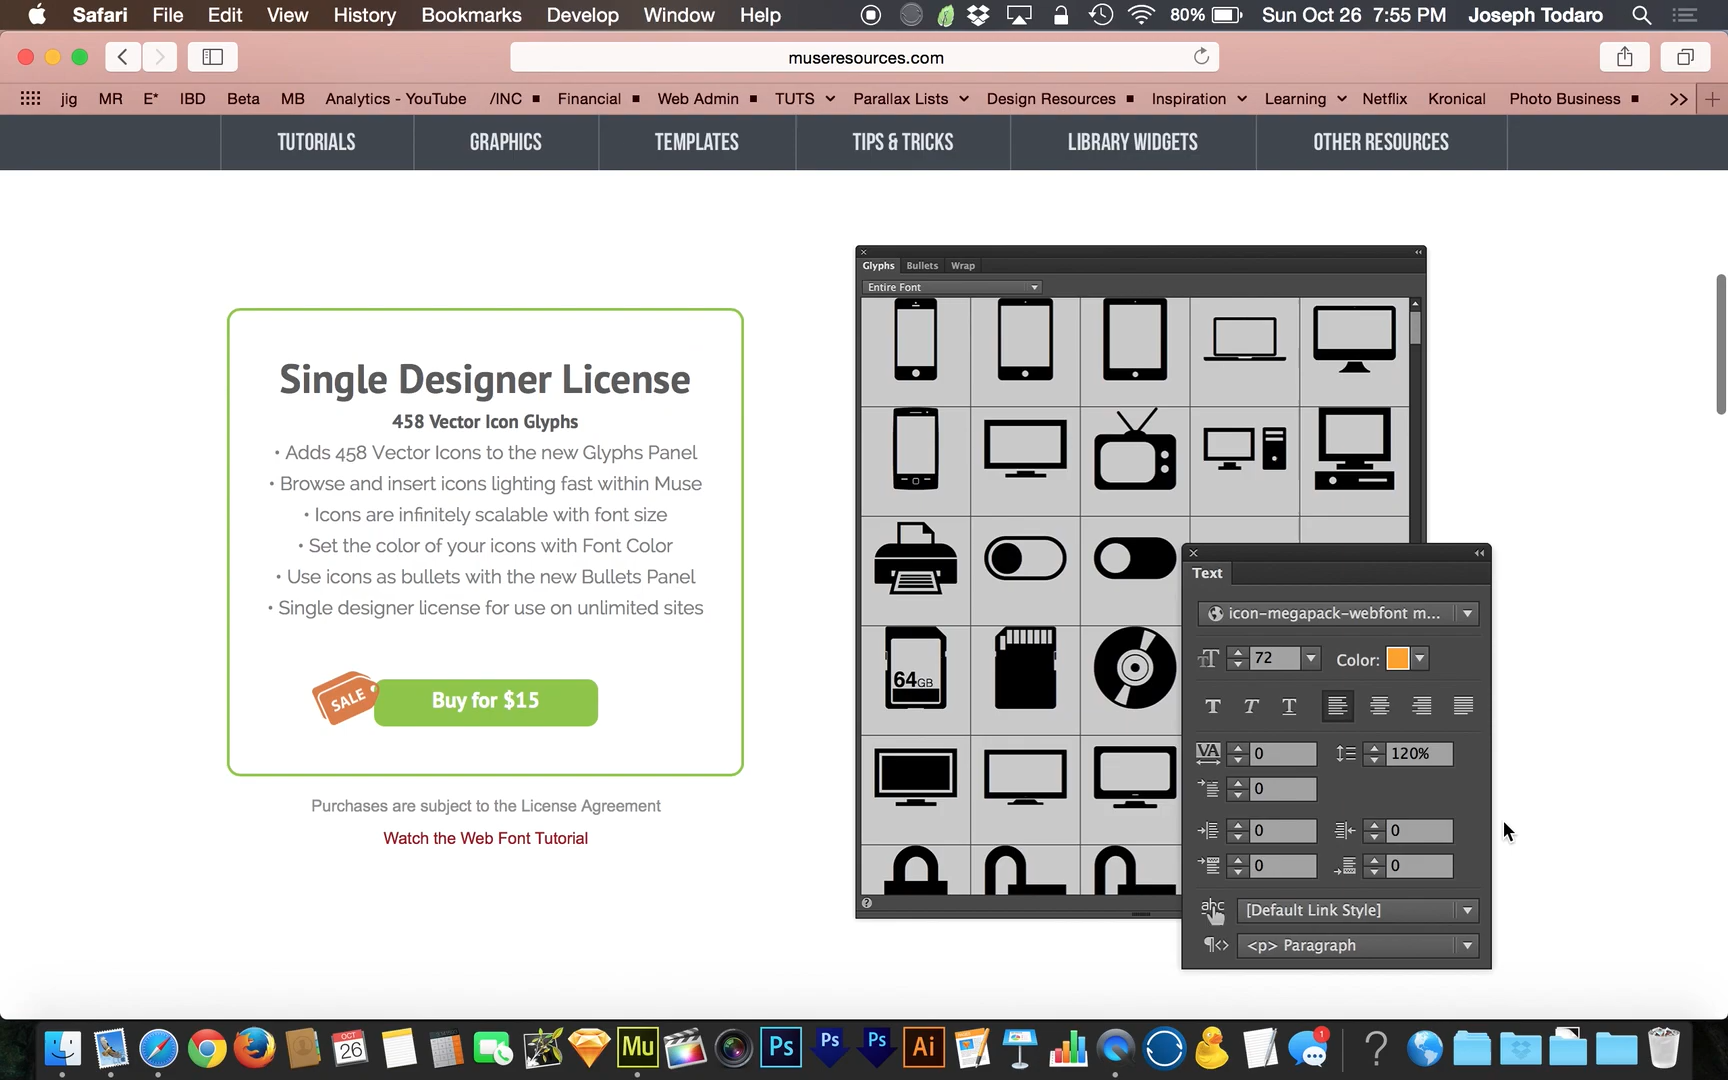 Safari File Edit View History Bookmarks Develop Window Help 80% Sun Oct 26 7:55 PM Joseph Todaro
museresources.com
jig MR E* IBD Beta MB Analytics - YouTube /INC Financial Web Admin TUTS Parallax Lists Design Resources Inspiration Learning Netflix Kronical Photo Business >> +
TUTORIALS GRAPHICS TEMPLATES TIPS & TRICKS LIBRARY WIDGETS OTHER RESOURCES
Single Designer License
458 Vector Icon Glyphs
• Adds 458 Vector Icons to the new Glyphs Panel
• Browse and insert icons lighting fast within Muse
• Icons are infinitely scalable with font size
• Set the color of your icons with Font Color
• Use icons as bullets with the new Bullets Panel
• Single designer license for use on unlimited sites
SALE
Buy for $15
Purchases are subject to the License Agreement
Watch the Web Font Tutorial
Glyphs Bullets Wrap
Entire Font
64GB
Text
icon-megapack-webfont m...
TT 72 Color:
T T T
VA 0 120%
0
0 0
0 0
abc [Default Link Style]
¶<> <p> Paragraph
?
OCT
26
Mu
Ps
Ps
Ps
Ai
1
?